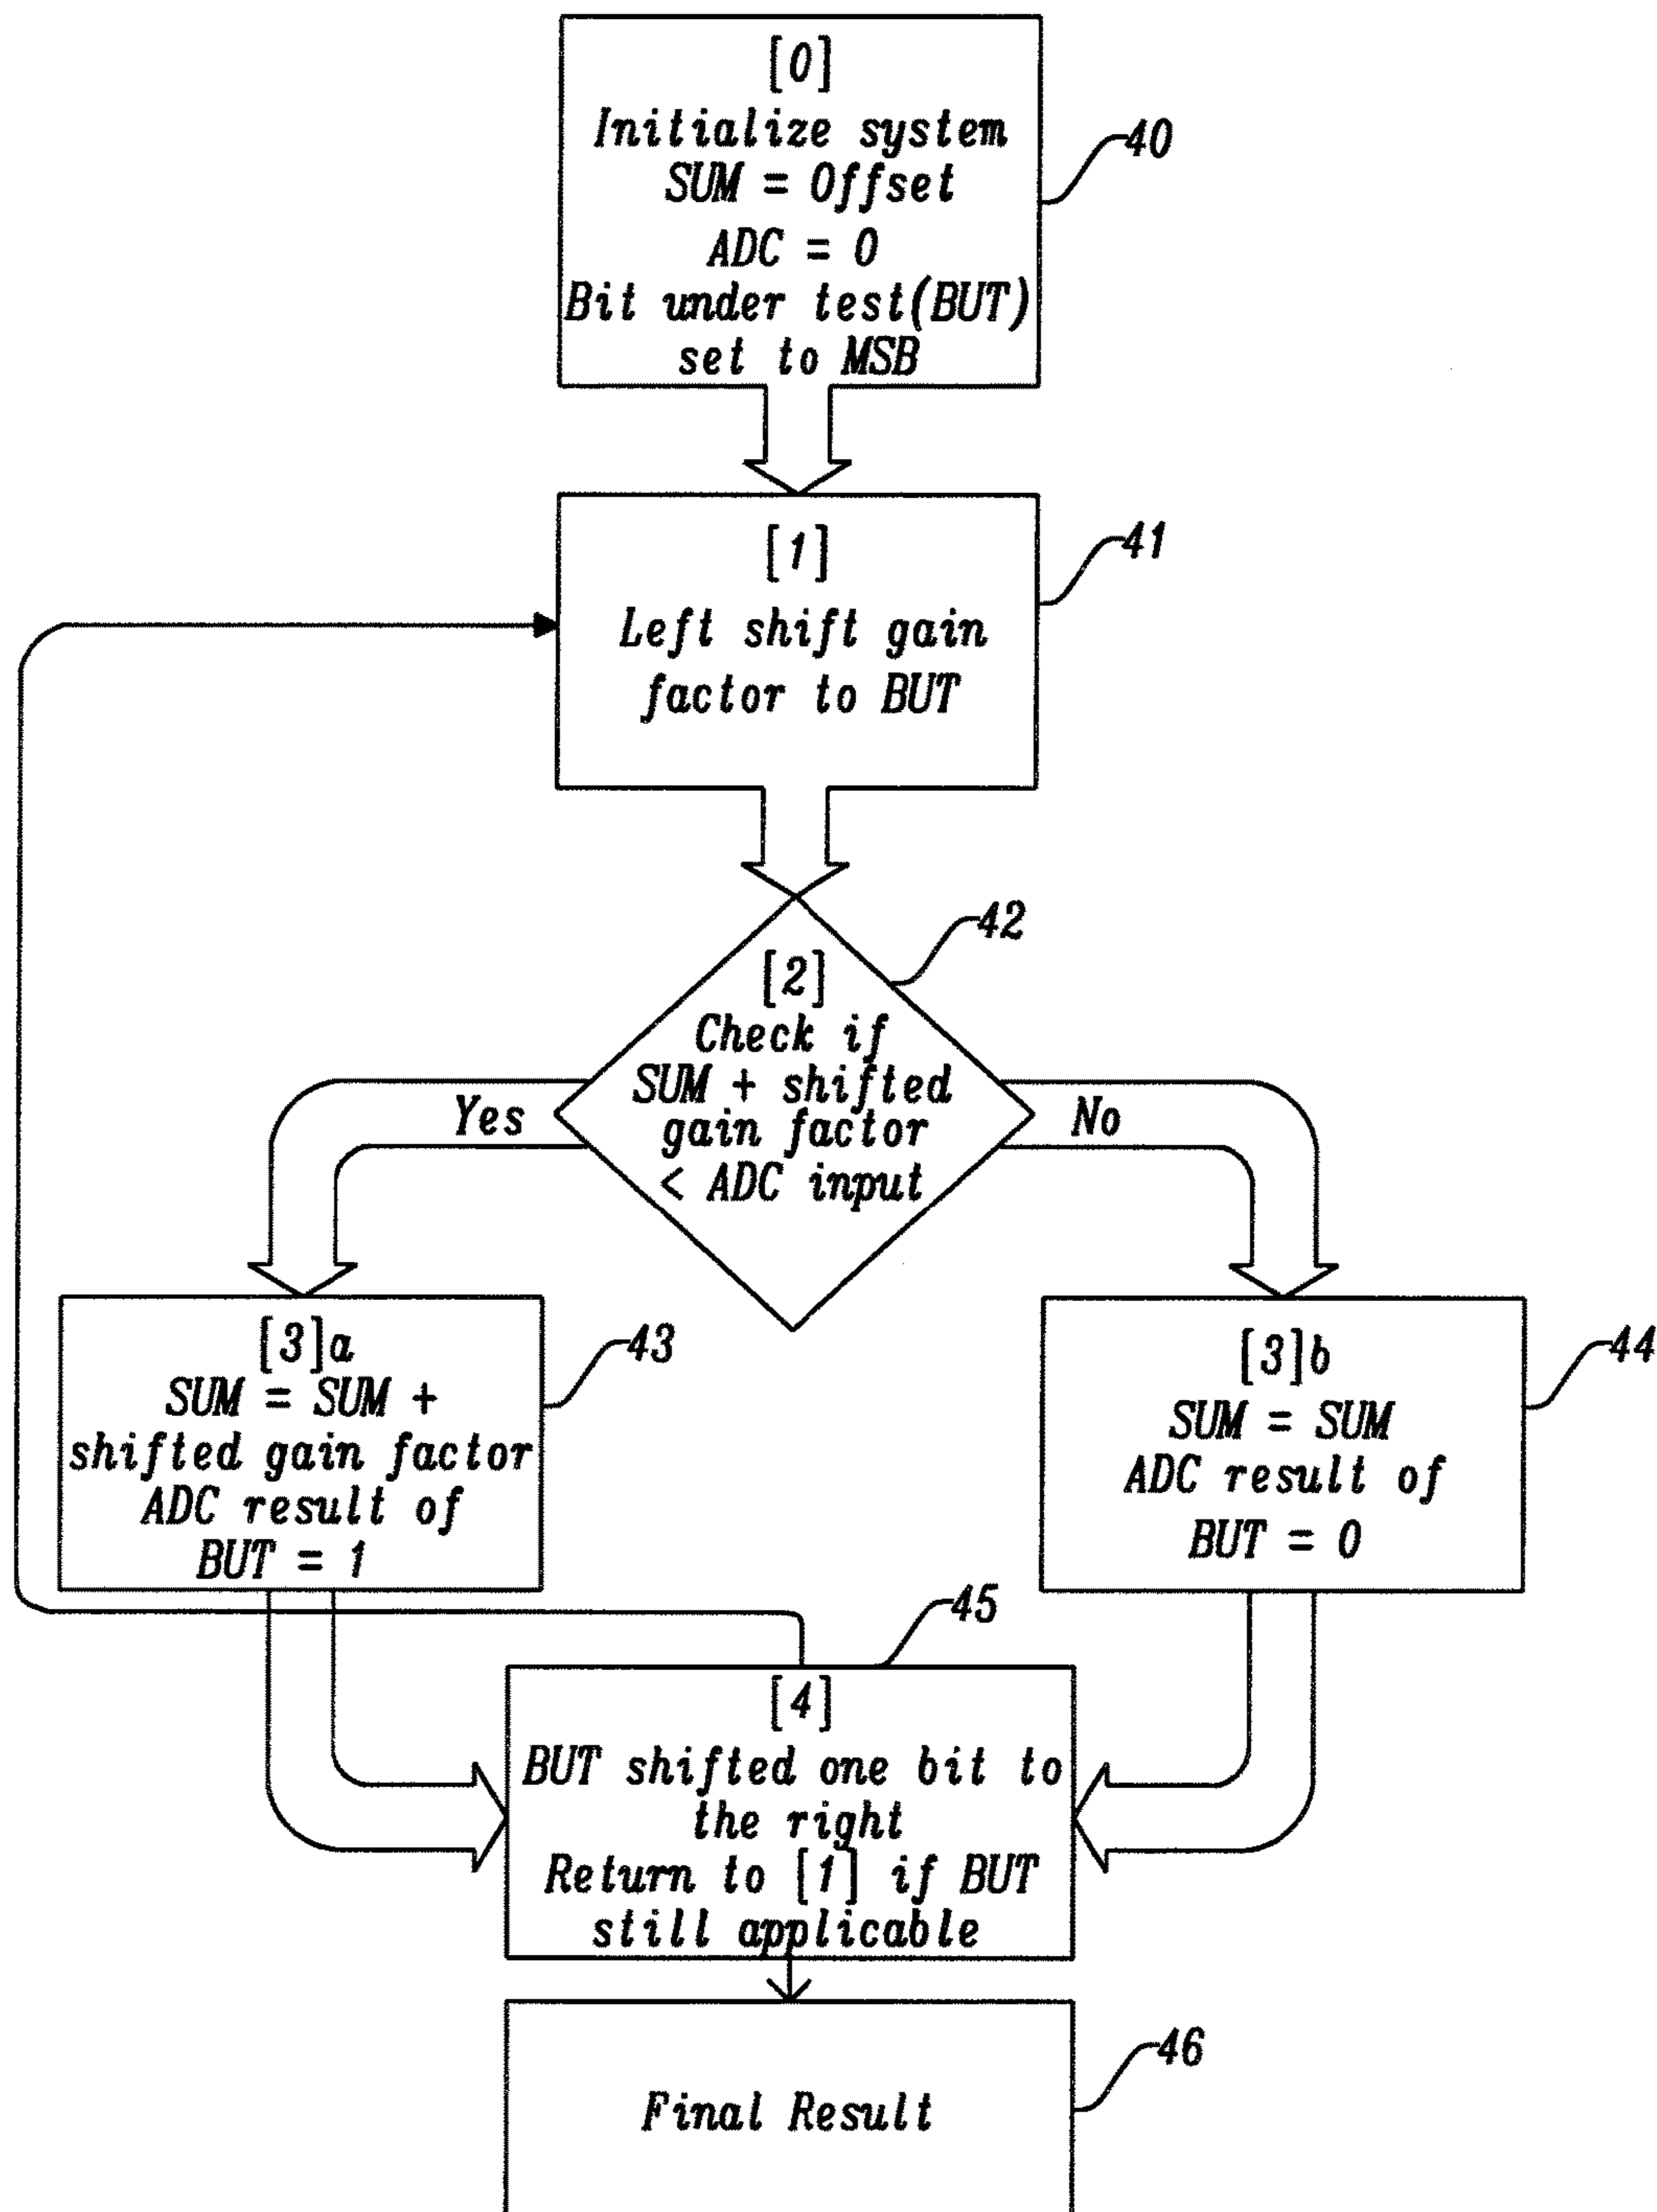 [0]
Initialize system
SUM = Offset
ADC = 0
Bit under test(BUT)
set to MSB
40
[1]
Left shift gain
factor to BUT
41
42
[2]
Check if
SUM + shifted
gain factor
< ADC input
Yes
No
[3]a
SUM = SUM +
shifted gain factor
ADC result of
BUT = 1
43
[3]b
SUM = SUM
ADC result of
BUT = 0
44
45
[4]
BUT shifted one bit to
the right
Return to [1] if BUT
still applicable
Final Result
46